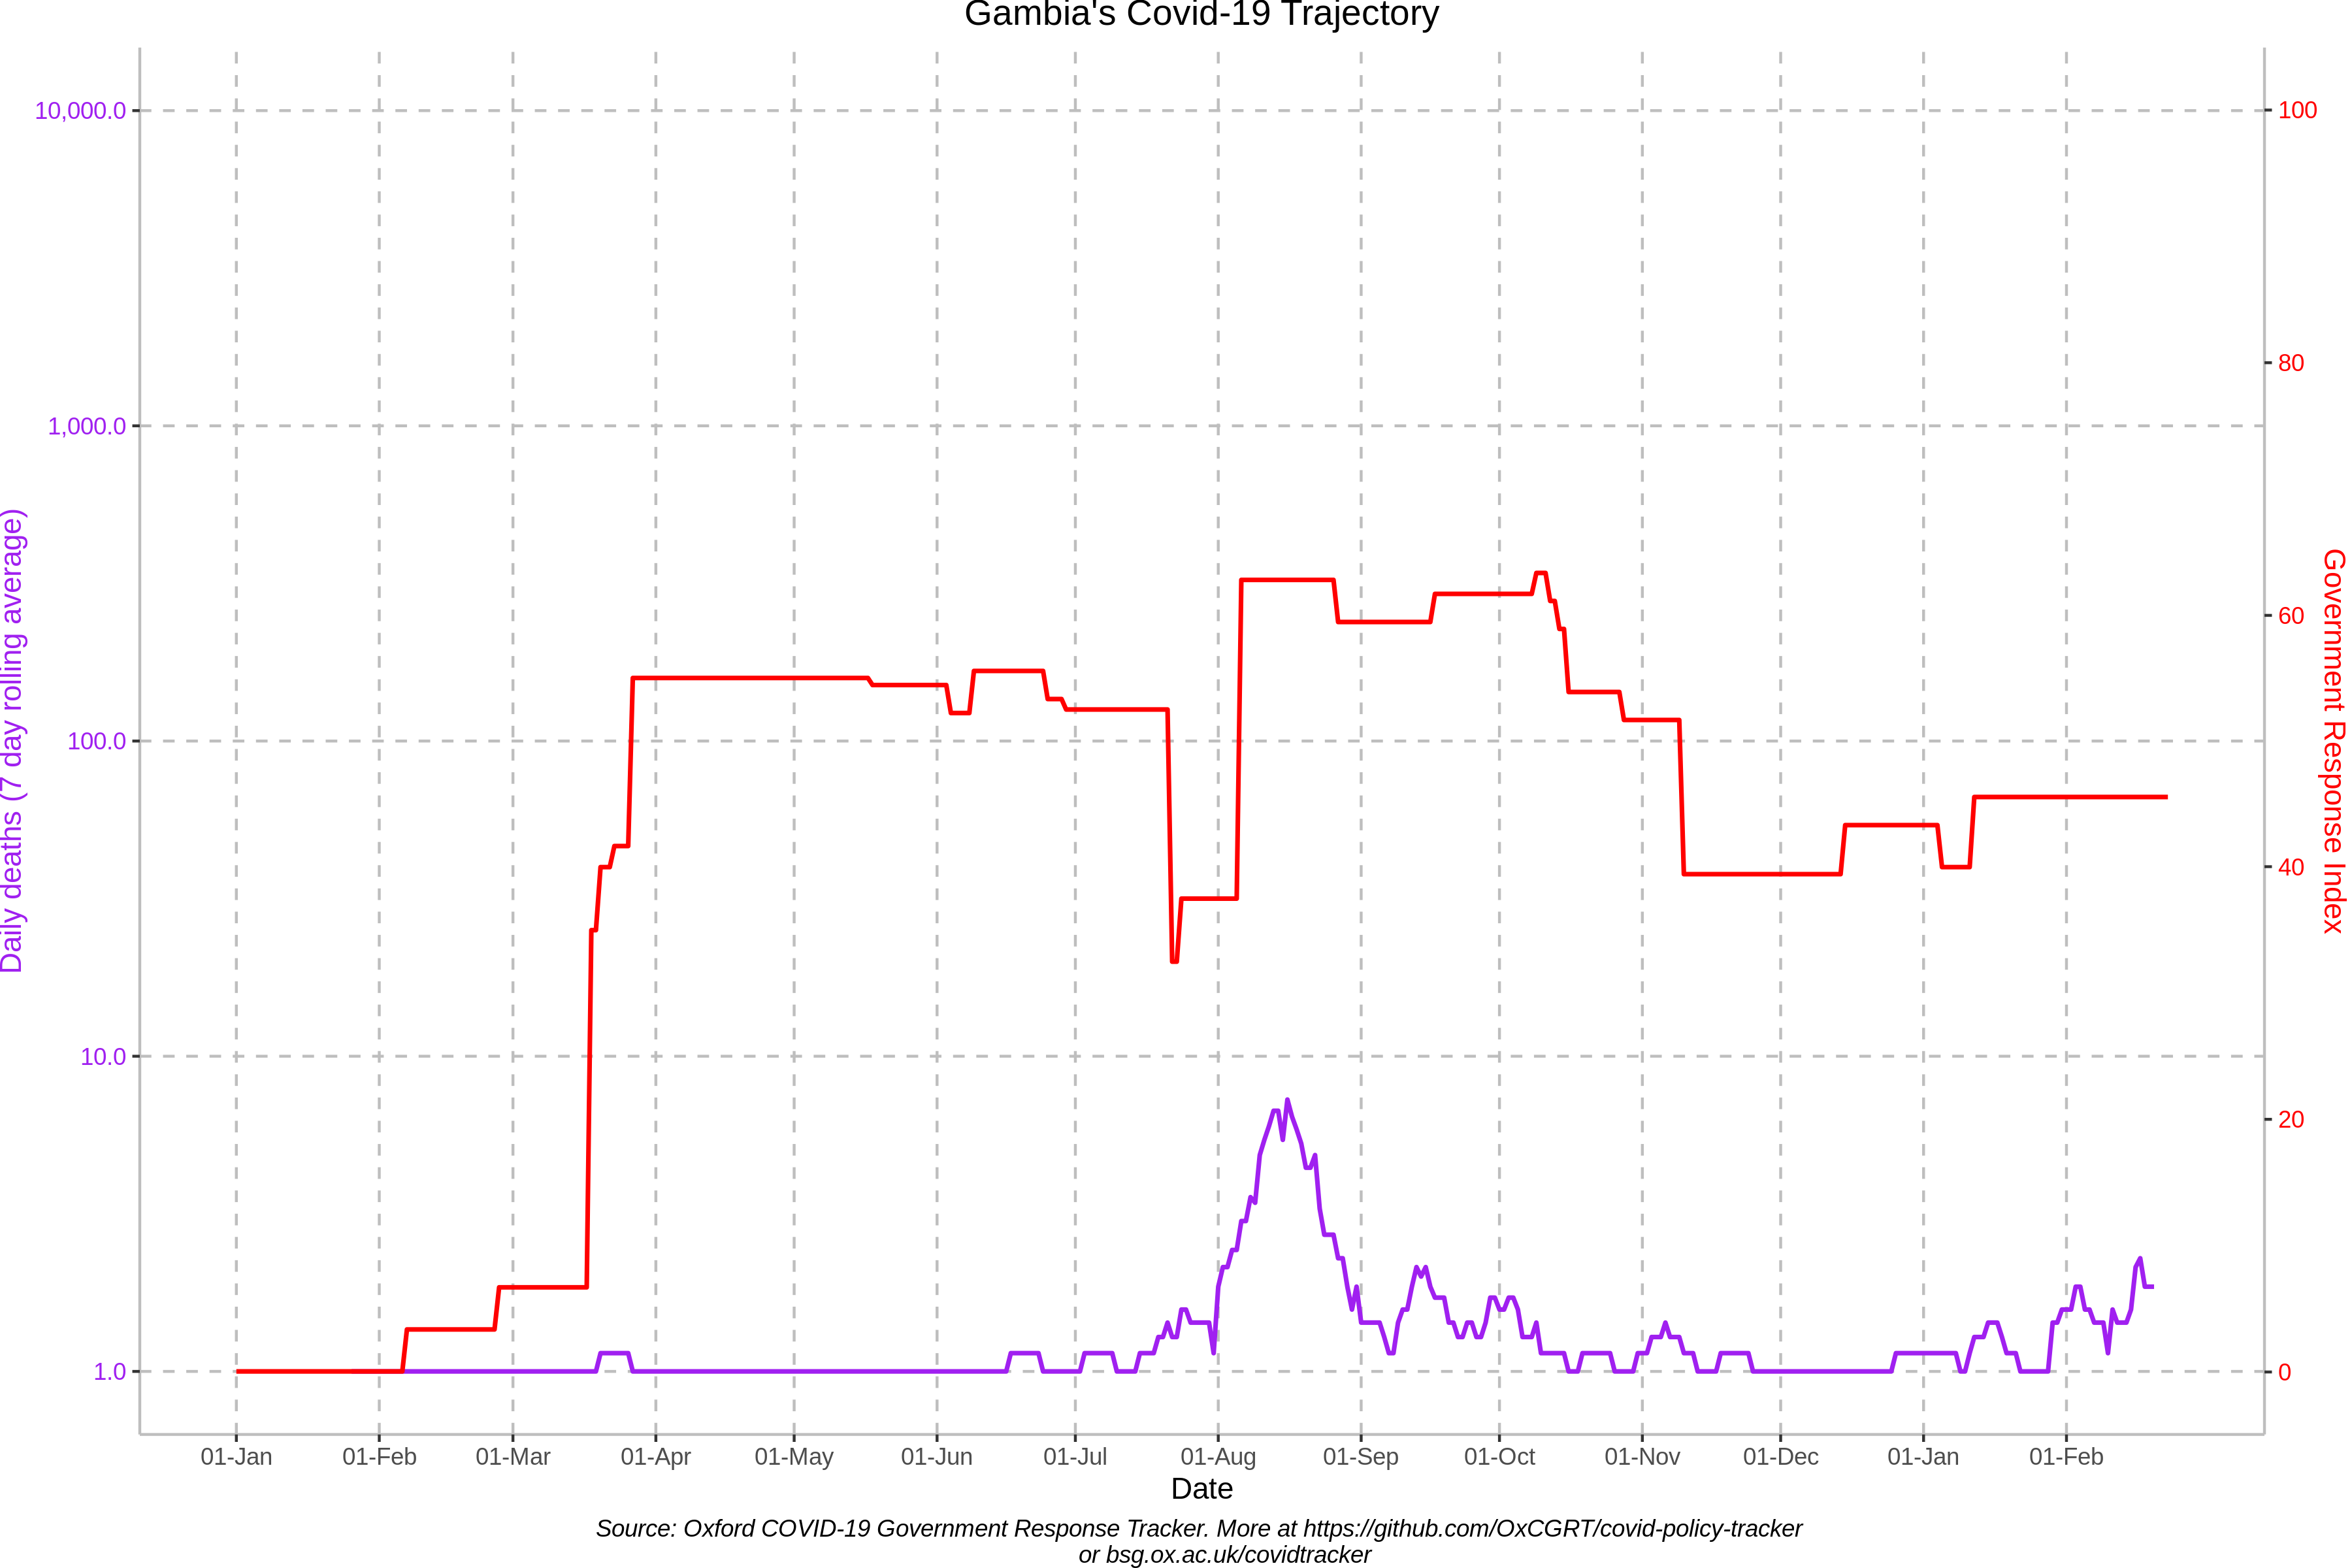 Gambia's Covid-19 Trajectory
Daily deaths (7 day rolling average)
10,000.0
1,000.0
100.0
10.0
1.0
100
80
60
40
20
0
Government Response Index
01-Jan
01-Feb
01-Mar
01-Apr
01-May
01-Jun
01-Jul
01-Aug
01-Sep
01-Oct
01-Nov
01-Dec
01-Jan
01-Feb
Date
Source: Oxford COVID-19 Government Response Tracker. More at https://github.com/OxCGRT/covid-policy-tracker
or bsg.ox.ac.uk/covidtracker